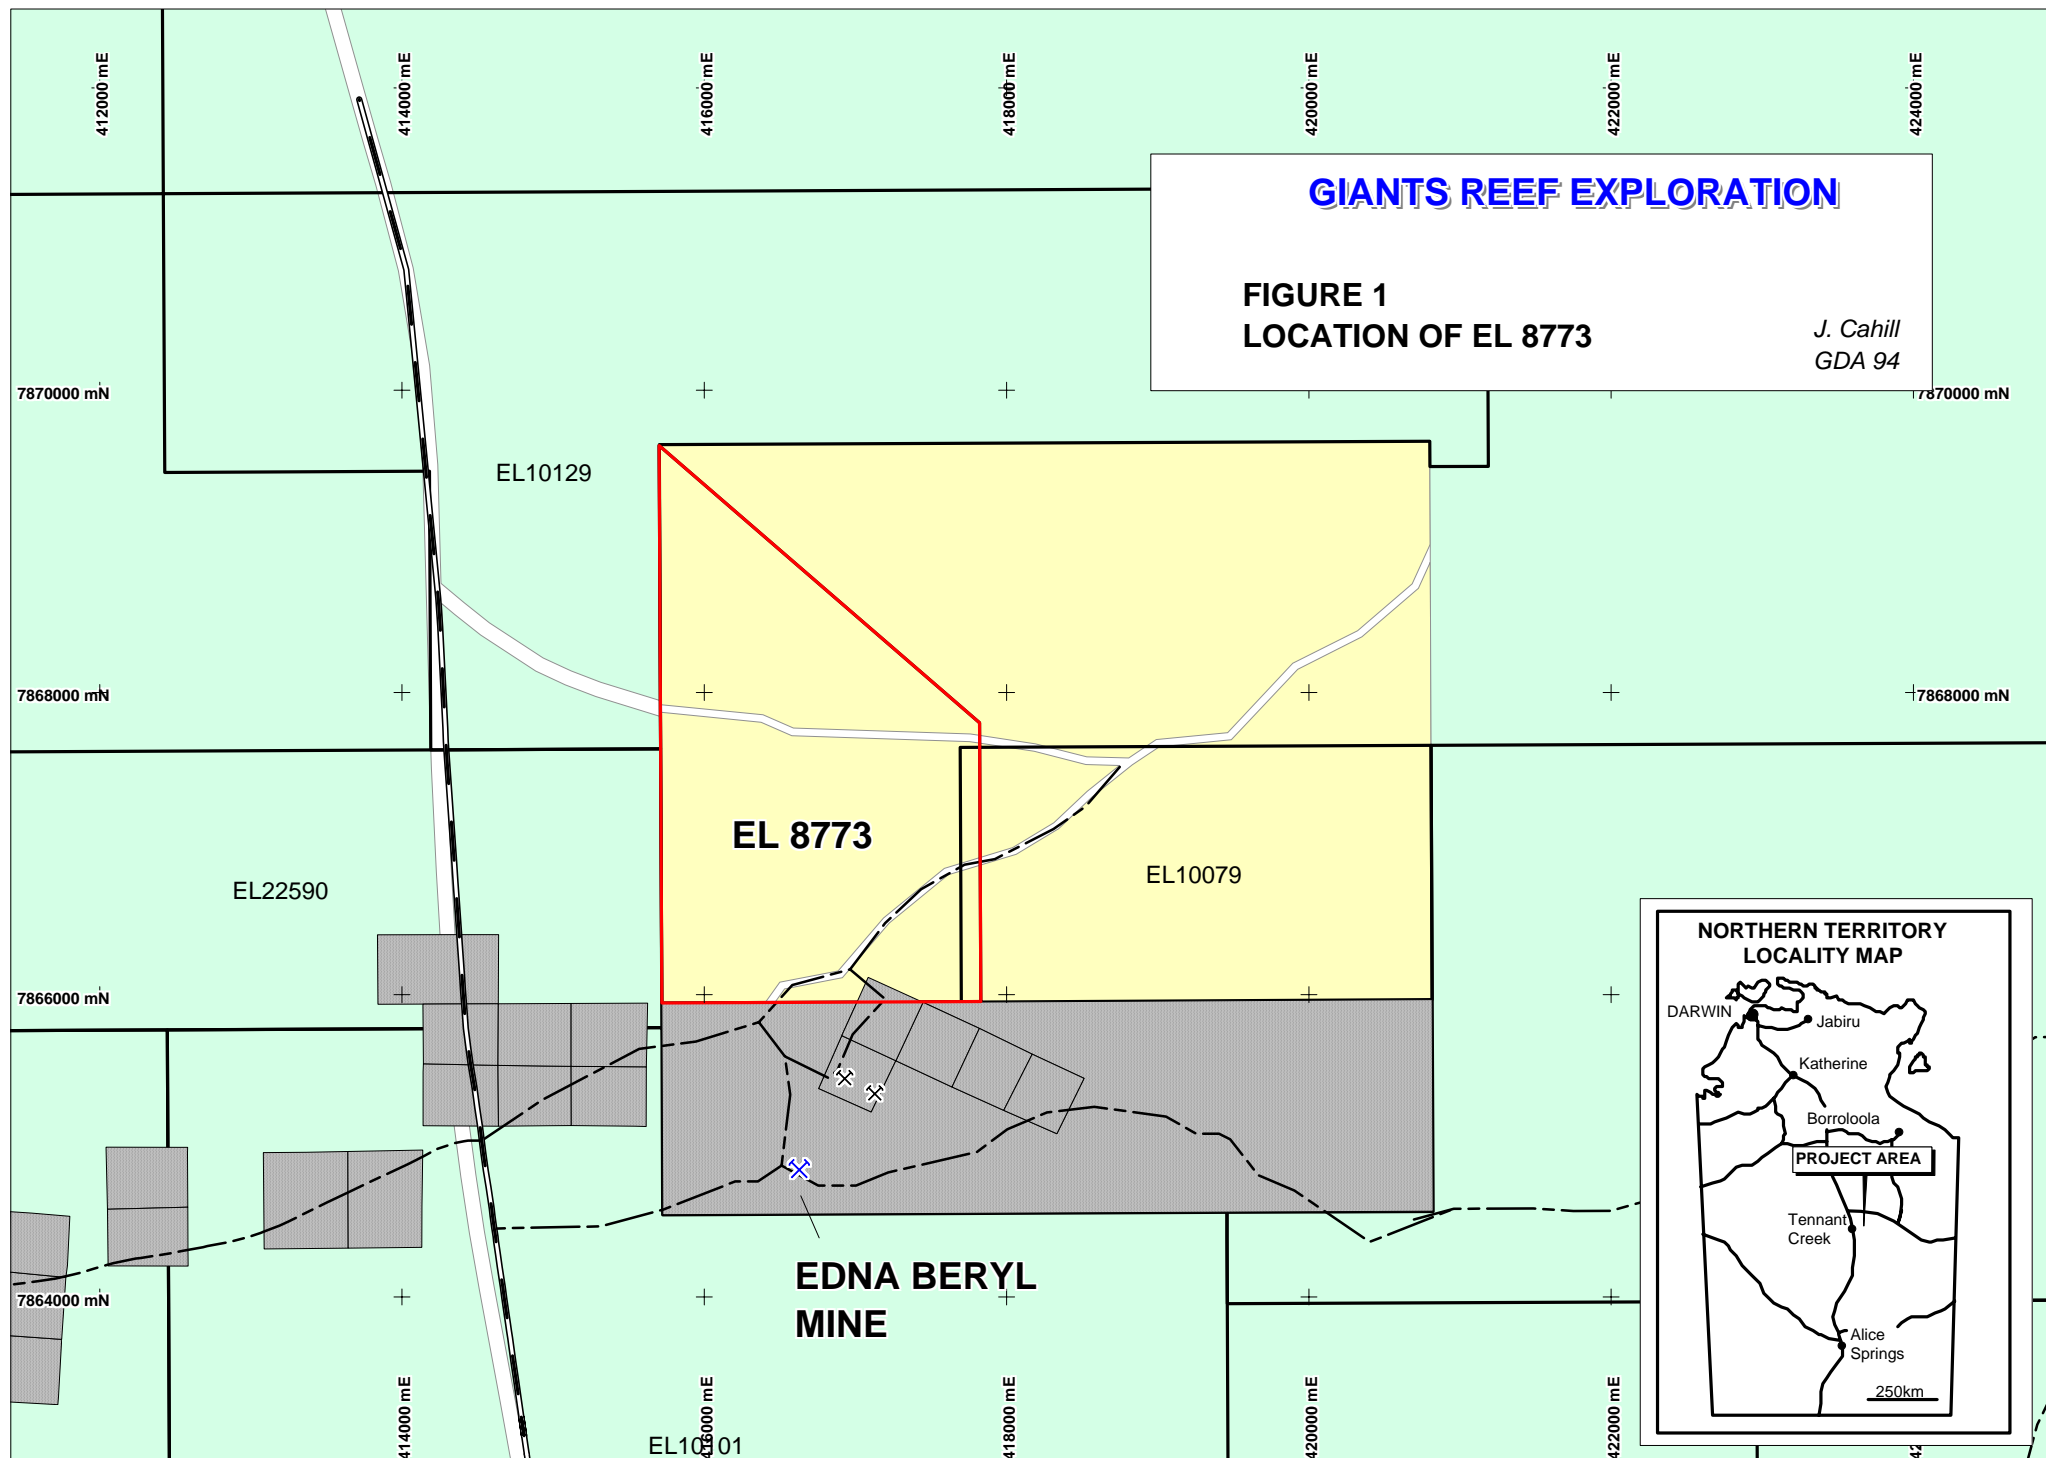 412000 mE
414000 mE
416000 mE
418000 mE
420000 mE
422000 mE
424000 mE
GIANTS REEF EXPLORATION
FIGURE 1
LOCATION OF EL 8773
J. Cahill
GDA 94
7870000 mN
7870000 mN
EL10129
7868000 mN
7868000 mN
EL 8773
EL10079
EL22590
7866000 mN
NORTHERN TERRITORY
LOCALITY MAP
DARWIN
Jabiru
Katherine
Borroloola
PROJECT AREA
Tennant
Creek
Alice
Springs
250km
EDNA BERYL
MINE
7864000 mN
414000 mE
416000 mE
418000 mE
420000 mE
422000 mE
EL10101